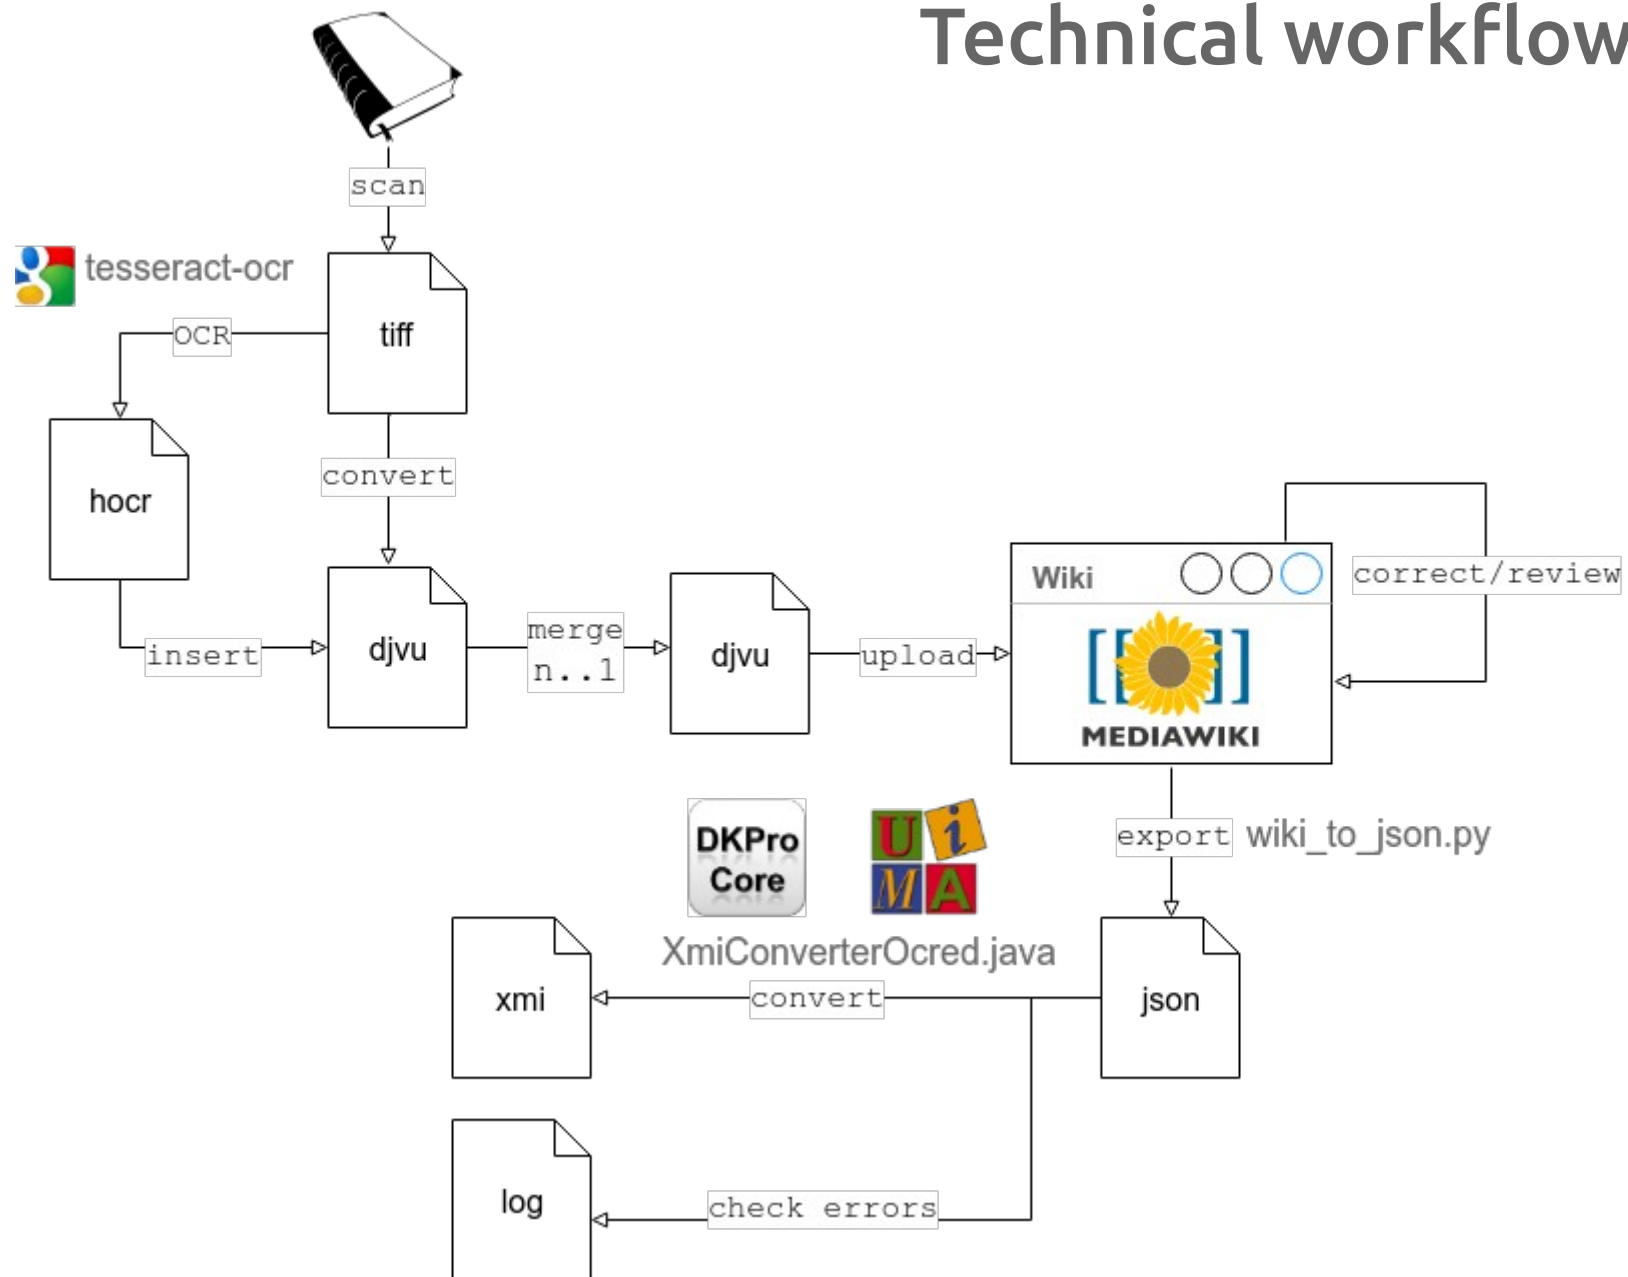 Technical workflow
scan
tesseract-ocr
OCR
tiff
convert
hocr
insert
djvu
merge
n..1
djvu
upload
Wiki
[[ ]]
MEDIAWIKI
correct/review
export
wiki_to_json.py
DKPro
Core
UiMA
XmiConverterOcred.java
xmi
convert
json
log
check errors